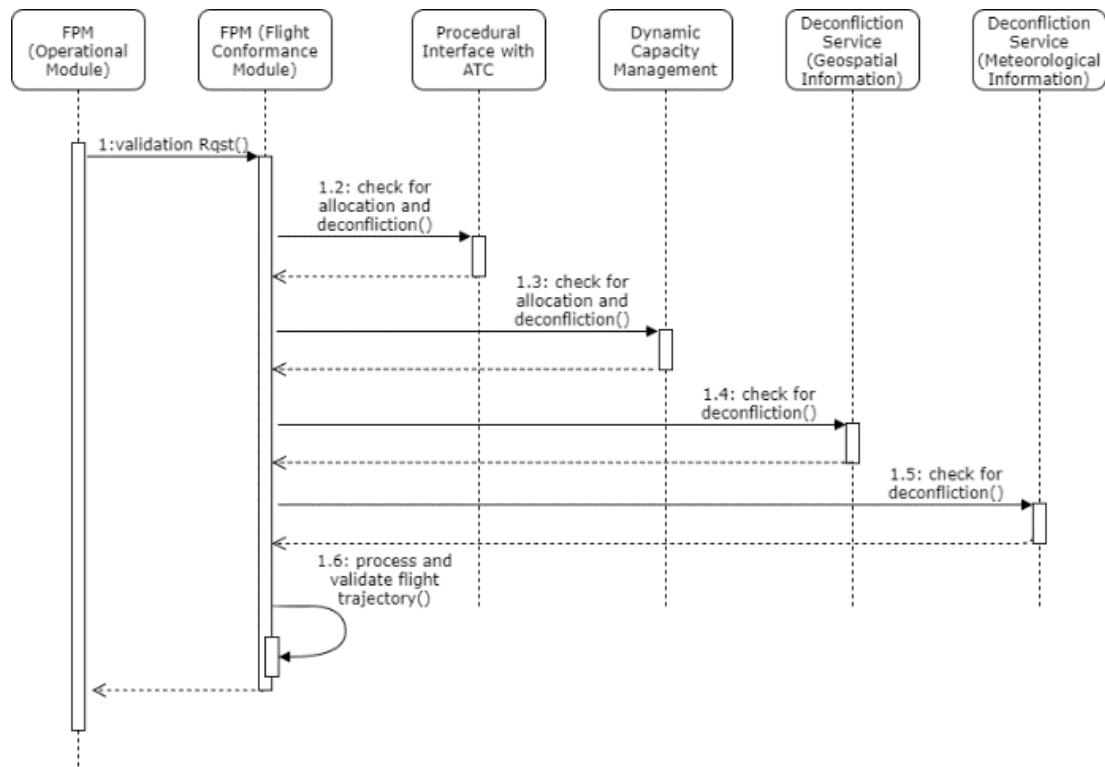 FPM
(Operational
Module)
FPM (Flight
Conformance
Module)
Procedural
Interface with
ATC
Dynamic
Capacity
Management
Deconfliction
Service
(Geospatial
Information)
Deconfliction
Service
(Meteorological
Information)
1:validation Rqst()
1.2: check for
allocation and
deconfliction()
1.3: check for
allocation and
deconfliction()
1.4: check for
deconfliction()
1.5: check for
deconfliction()
1.6: process and
validate flight
trajectory()